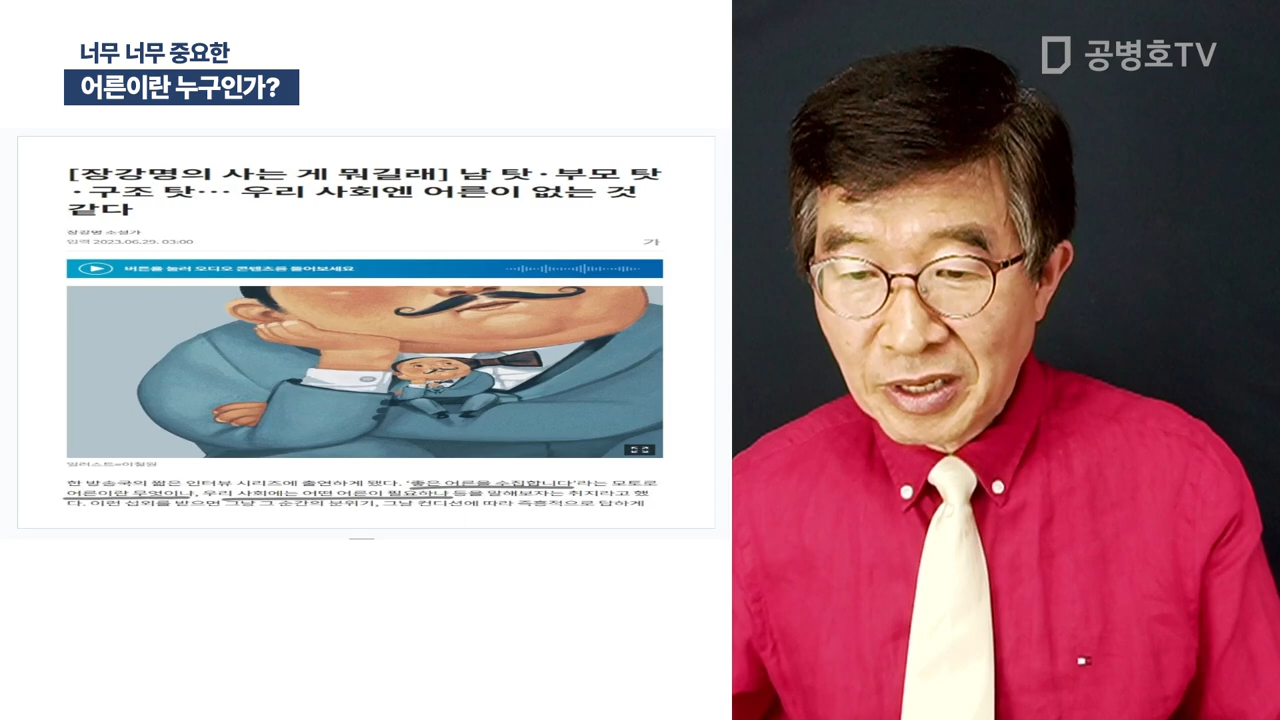 너무 너무 중요한
어른이란 누구인가?
공병호TV
[장강명의 사는 게 뭐길래] 남 탓·부모 탓
·구조 탓… 우리 사회엔 어른이 없는 것
같다
장강명 소설가
입력 2023.06.29. 03:00
가
버튼을 눌러 오디오 콘텐츠를 들어보세요
일러스트=이철원
한 방송국의 짧은 인터뷰 시리즈에 출연하게 됐다. ‘좋은 어른을 소집합니다’라는 모토로
어른이란 무엇이냐, 우리 사회에는 어떤 어른이 필요하냐 등을 말해보자는 취지라고 했
다. 이런 섭외를 받으면 그냥 그 순간의 분위기, 그날 컨디션에 따라 즉흥적으로 답하게